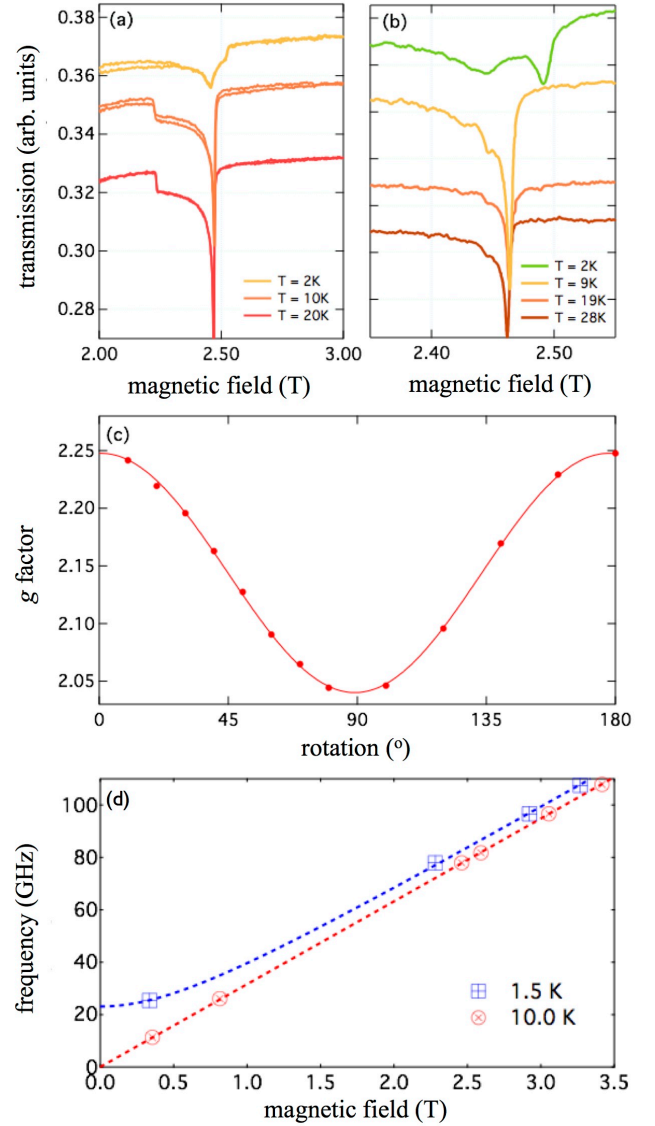 (a)
0.38
0.36
0.34
0.32
0.30
0.28
transmission (arb. units)
T = 2K
T = 10K
T = 20K
2.00
2.50
3.00
magnetic field (T)
(b)
T = 2K
T = 9K
T = 19K
T = 28K
2.40
2.50
magnetic field (T)
(c)
2.25
2.20
2.15
2.10
2.05
g factor
0
45
90
135
180
rotation (°)
(d)
100
80
60
40
20
0
frequency (GHz)
1.5 K
10.0 K
0.0
0.5
1.0
1.5
2.0
2.5
3.0
3.5
magnetic field (T)